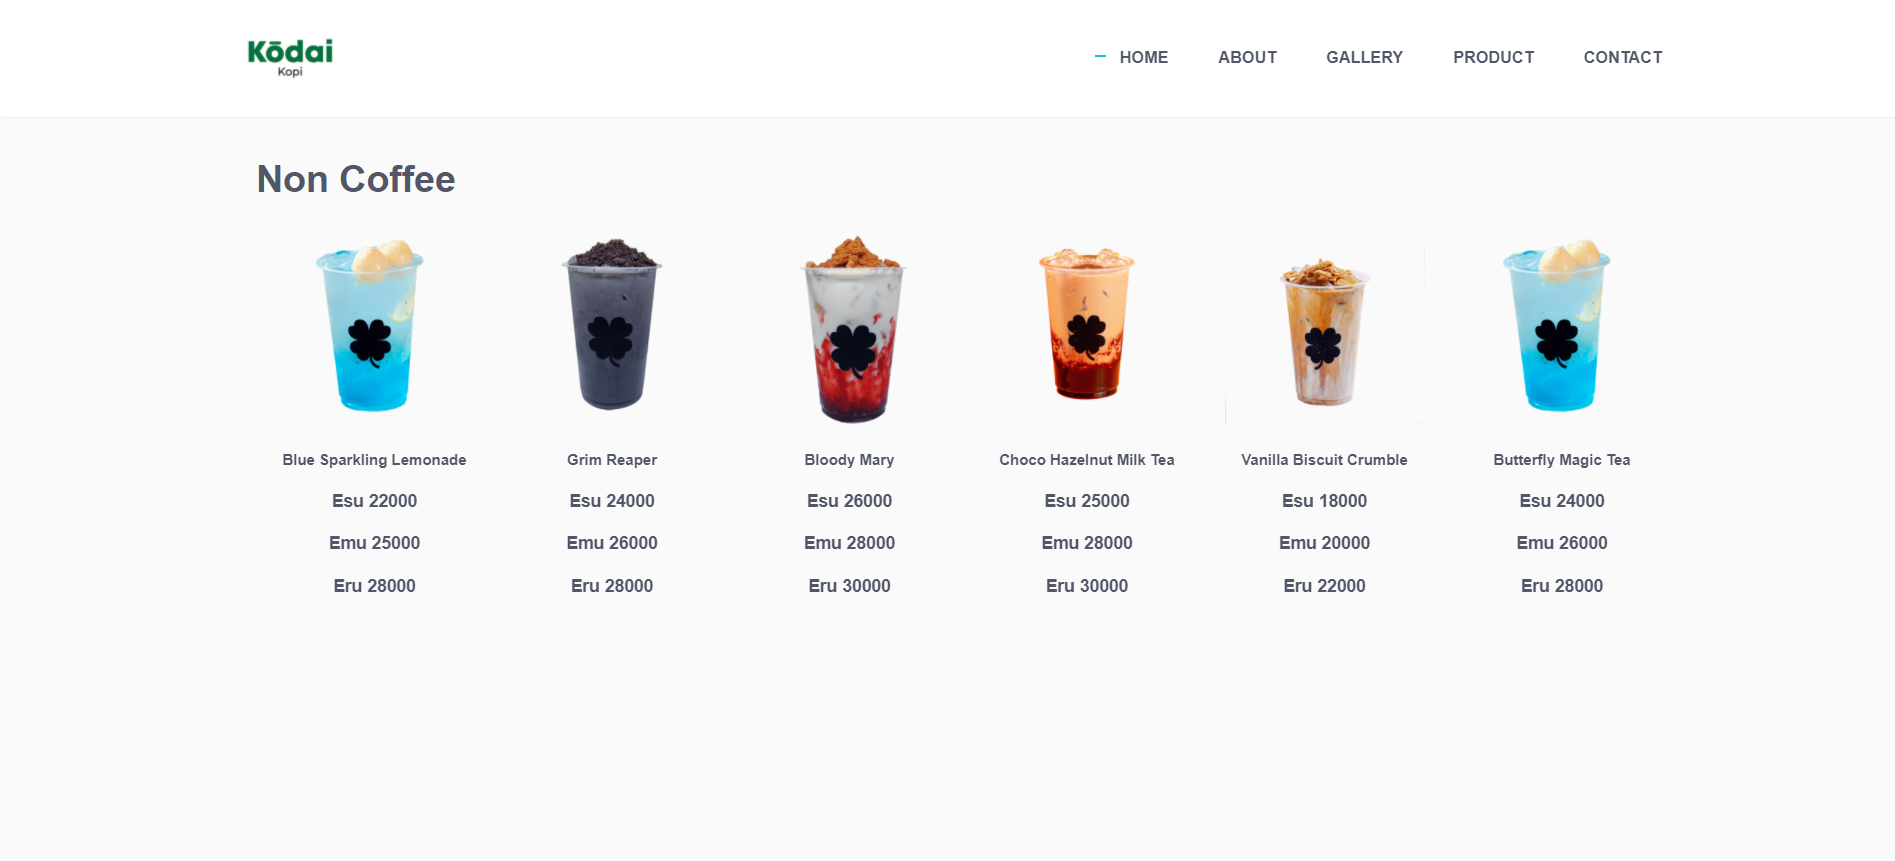 Kōdai
Kopi
HOME ABOUT GALLERY PRODUCT CONTACT
Non Coffee
Blue Sparkling Lemonade
Esu 22000
Emu 25000
Eru 28000
Grim Reaper
Esu 24000
Emu 26000
Eru 28000
Bloody Mary
Esu 26000
Emu 28000
Eru 30000
Choco Hazelnut Milk Tea
Esu 25000
Emu 28000
Eru 30000
Vanilla Biscuit Crumble
Esu 18000
Emu 20000
Eru 22000
Butterfly Magic Tea
Esu 24000
Emu 26000
Eru 28000